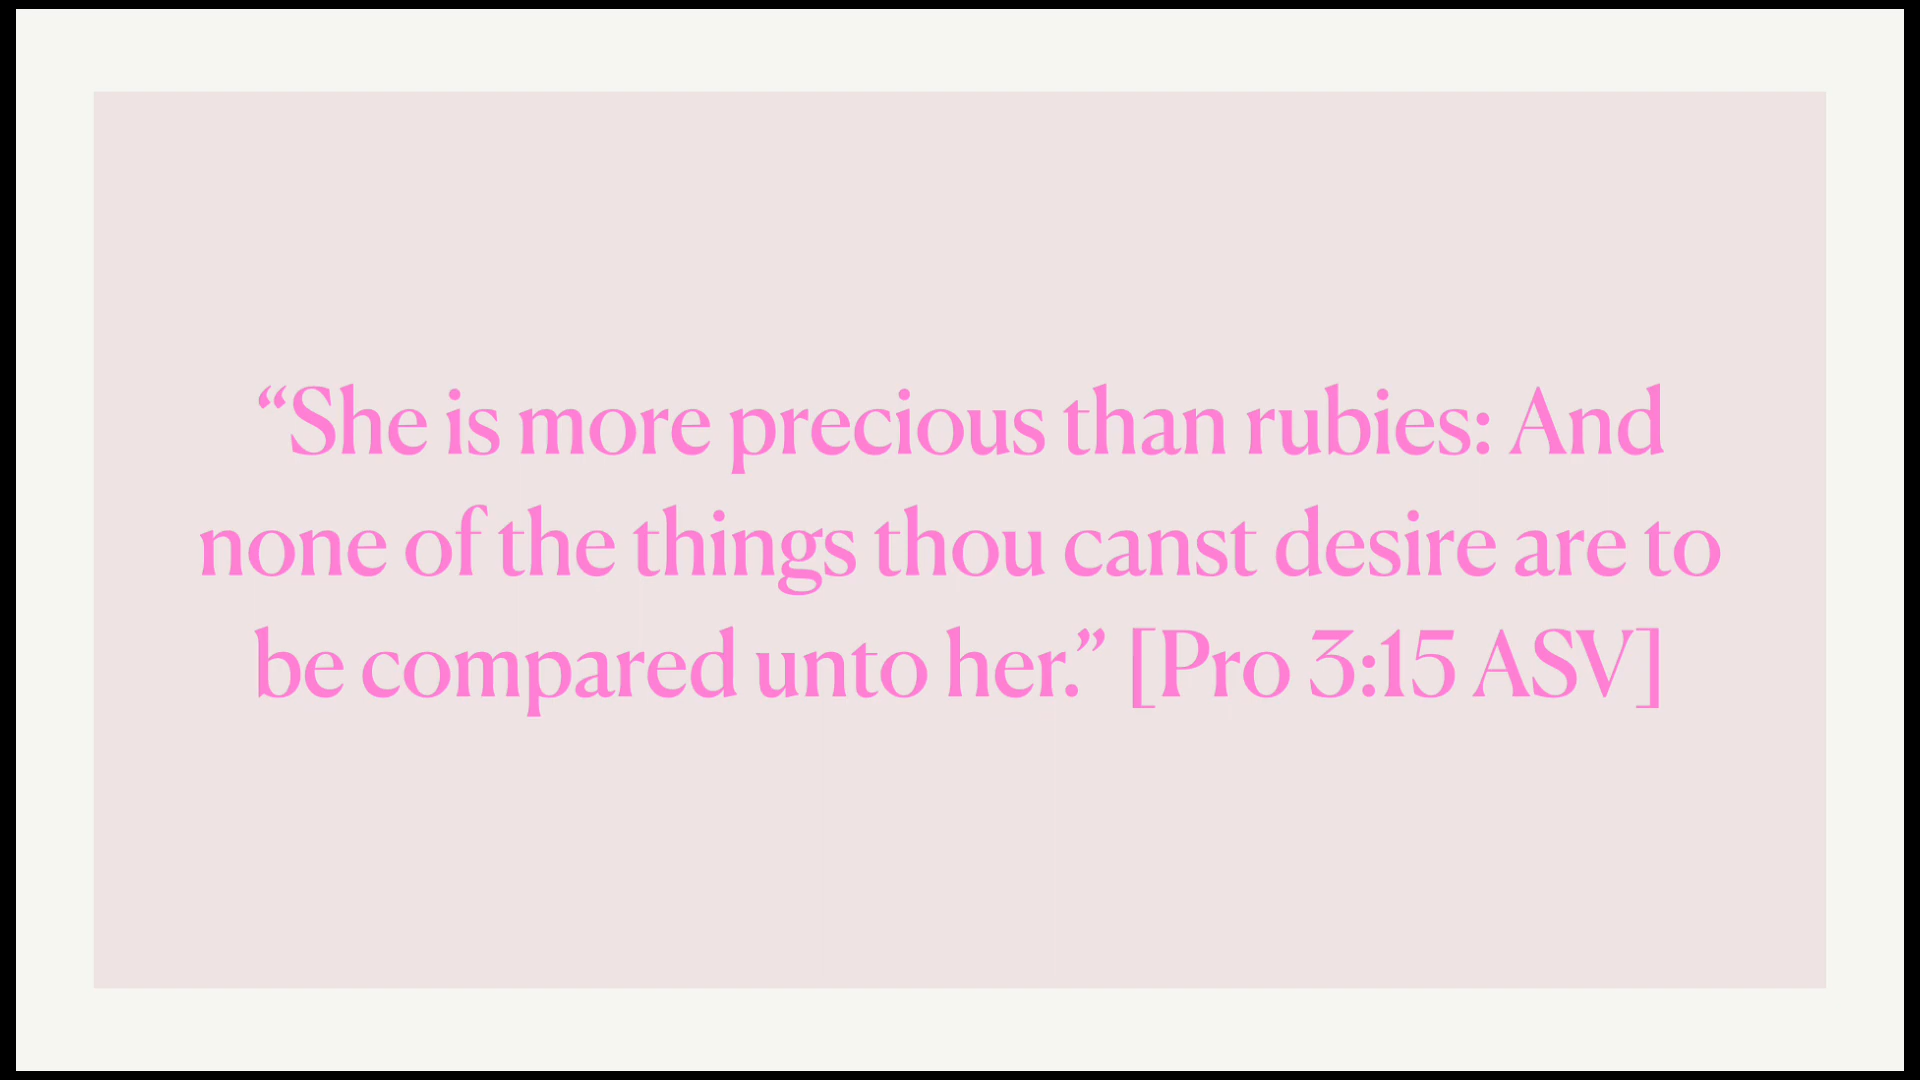 “She is more precious than rubies: And
none of the things thou canst desire are to
be compared unto her.” [Pro 3:15 ASV]